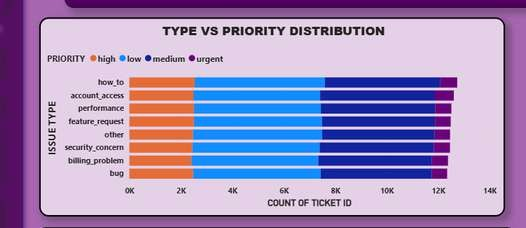 TYPE VS PRIORITY DISTRIBUTION
PRIORITY high low medium urgent
ISSUE TYPE
how_to
account_access
performance
feature_request
other
security_concern
billing_problem
bug
0K 2K 4K 6K 8K 10K 12K 14K
COUNT OF TICKET ID